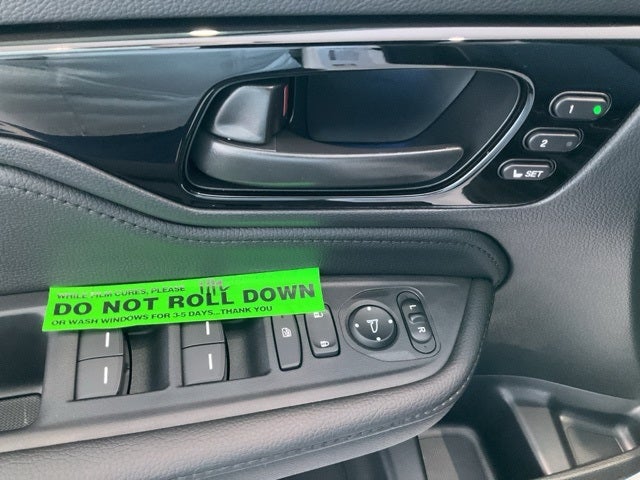 1
2
SET
WHILE FILM CURES, PLEASE
DO NOT ROLL DOWN
OR WASH WINDOWS FOR 3-5 DAYS...THANK YOU
L
R